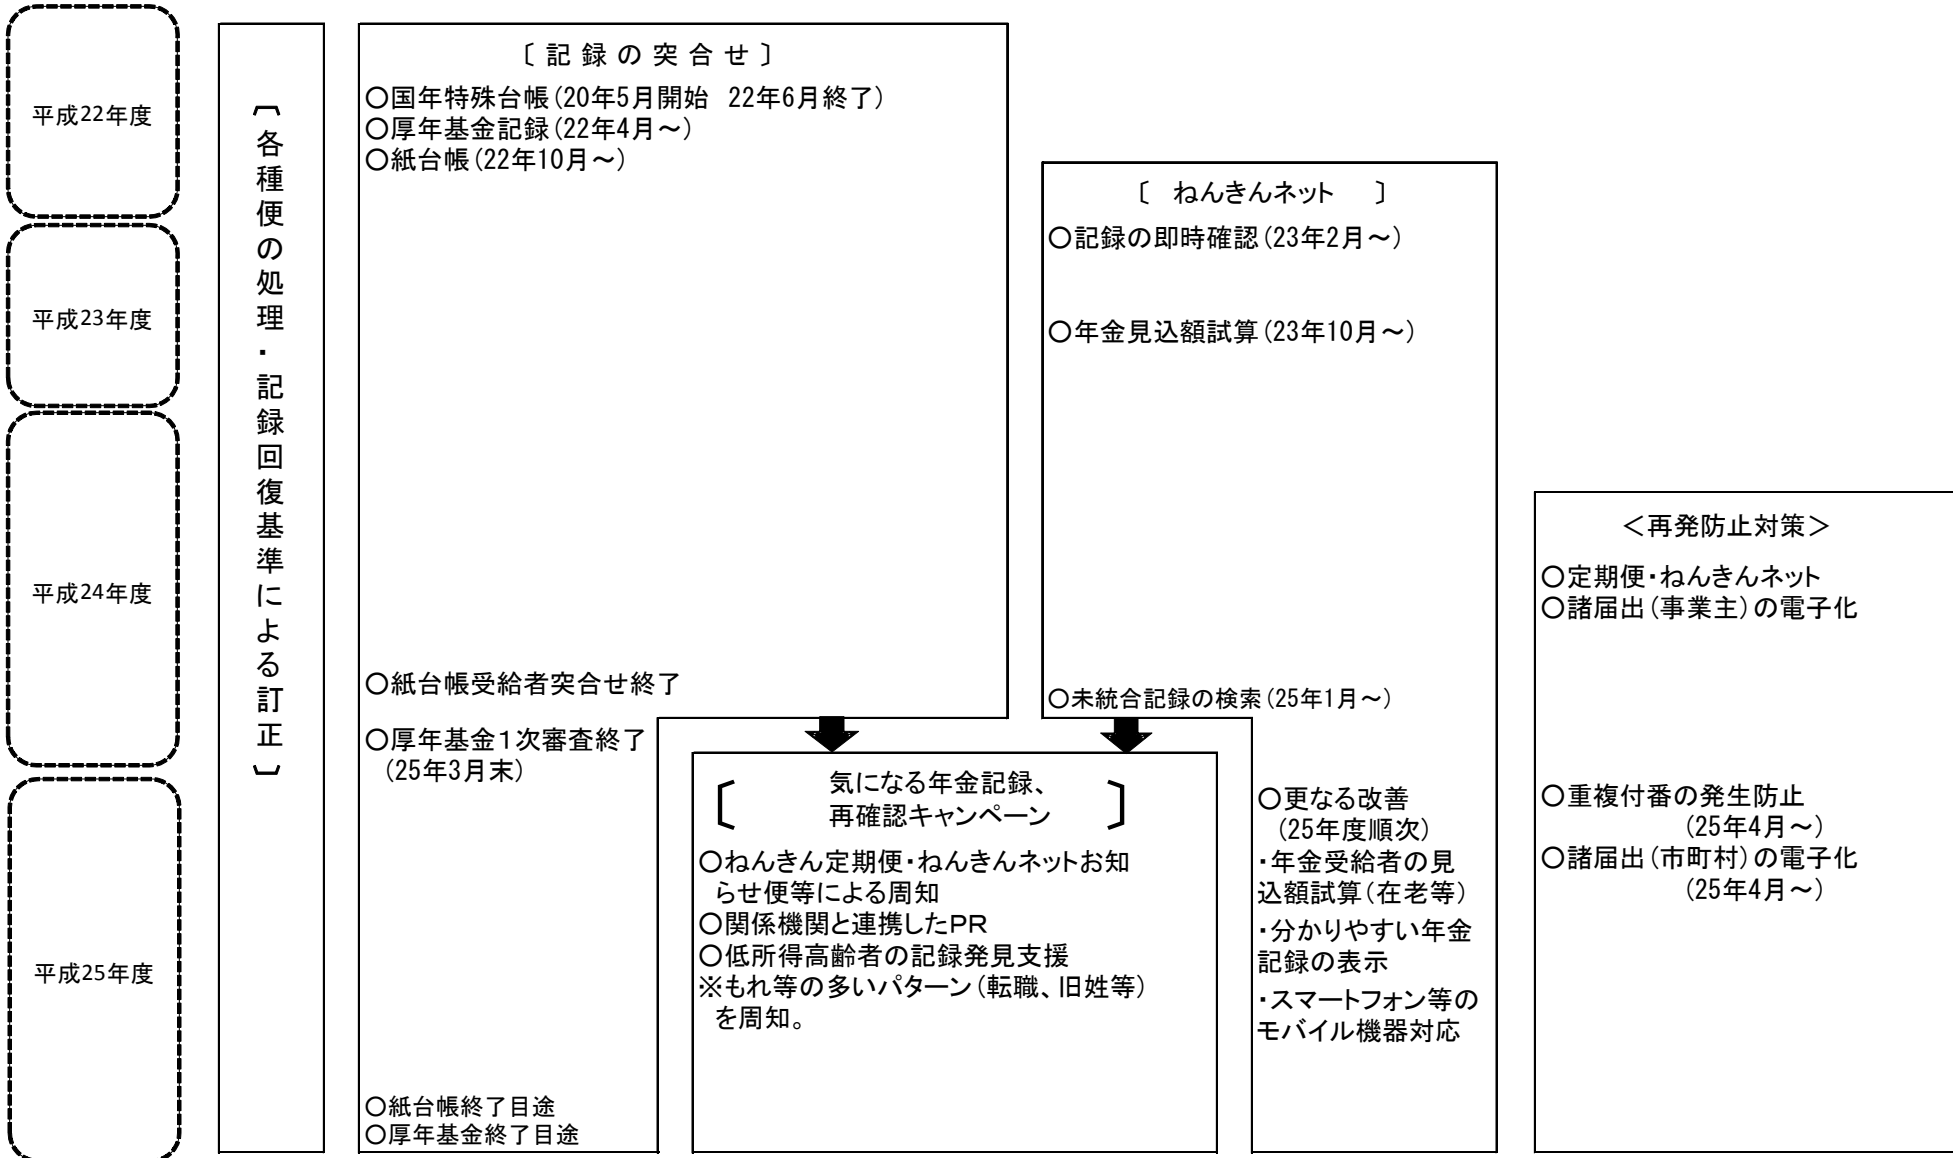 平成22年度
平成23年度
平成24年度
平成25年度
〔各種便の処理・記録回復基準による訂正〕
〔記録の突合せ〕
○国年特殊台帳(20年5月開始 22年6月終了)
○厚年基金記録(22年4月～)
○紙台帳(22年10月～)
○紙台帳受給者突合せ終了
○厚年基金1次審査終了
(25年3月末)
○紙台帳終了目途
○厚年基金終了目途
〔 ねんきんネット 〕
○記録の即時確認(23年2月～)
○年金見込額試算(23年10月～)
○未統合記録の検索(25年1月～)
〔 気になる年金記録、
再確認キャンペーン 〕
○ねんきん定期便・ねんきんネットお知
らせ便等による周知
○関係機関と連携したPR
○低所得高齢者の記録発見支援
※もれ等の多いパターン(転職、旧姓等)
を周知。
○更なる改善
(25年度順次)
・年金受給者の見
込額試算(在老等)
・分かりやすい年金
記録の表示
・スマートフォン等の
モバイル機器対応
＜再発防止対策＞
○定期便・ねんきんネット
○諸届出(事業主)の電子化
○重複付番の発生防止
(25年4月～)
○諸届出(市町村)の電子化
(25年4月～)